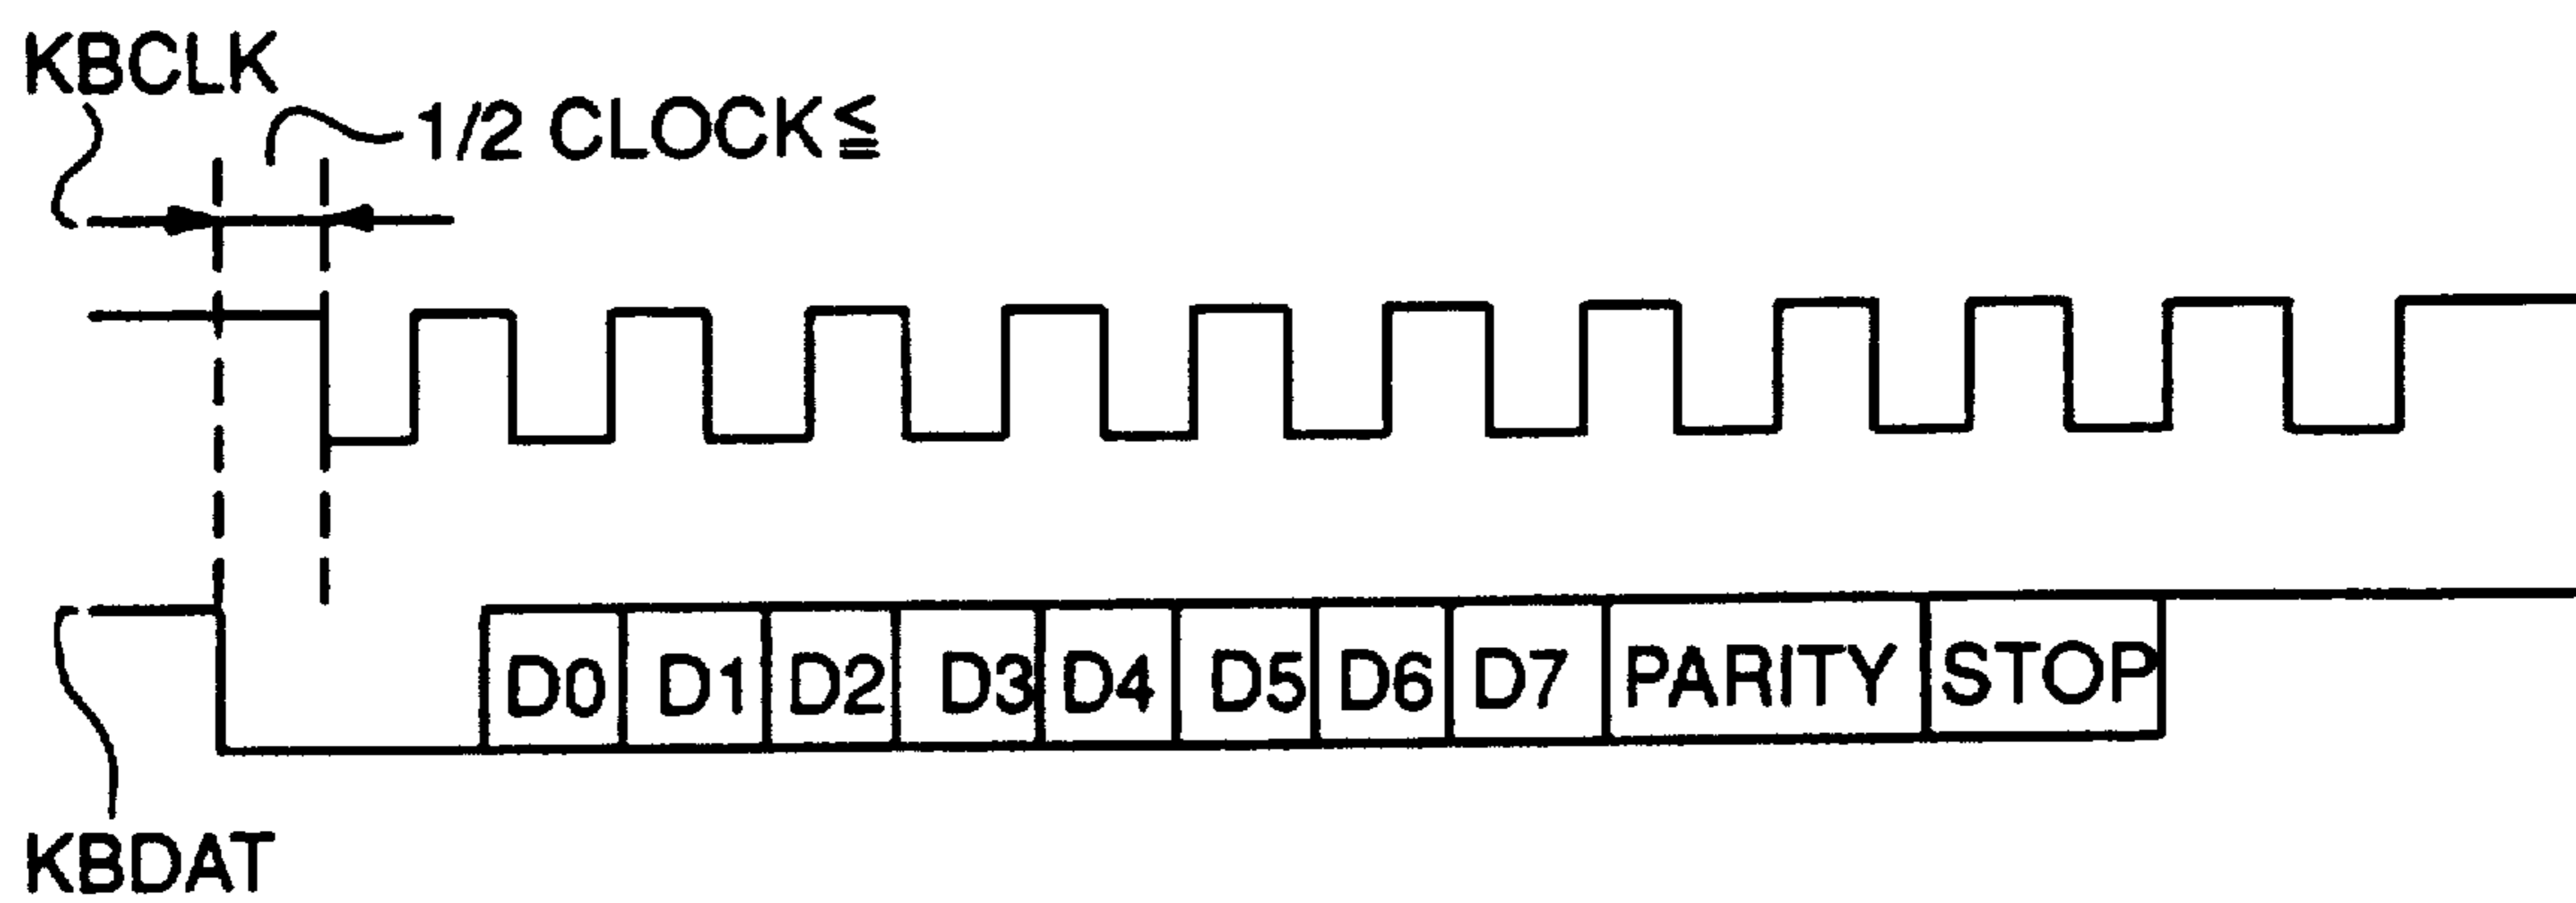 KBCLK
1/2 CLOCK≦
D0 D1 D2 D3 D4 D5 D6 D7 PARITY STOP
KBDAT